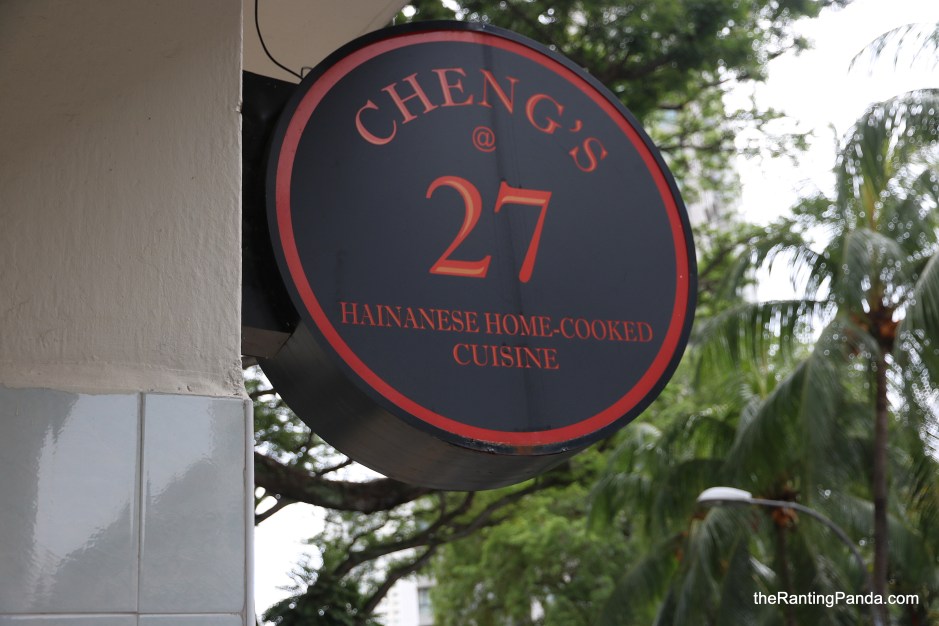 CHENG'S
@
27
HAINANESE HOME-COOKED
CUISINE
theRantingPanda.com